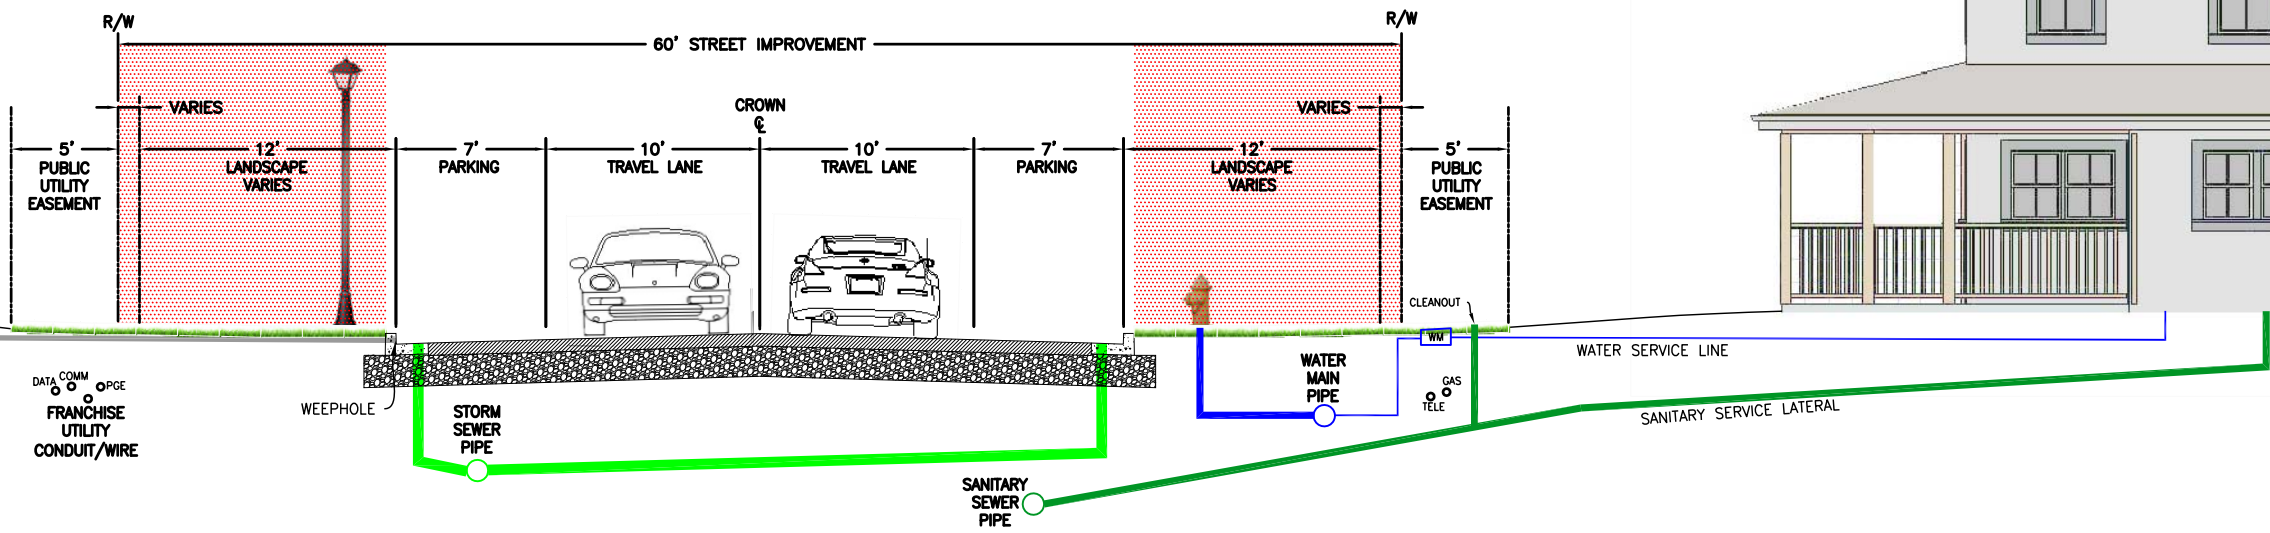 R/W
R/W
60' STREET IMPROVEMENT
VARIES
CROWN
℄
VARIES
5'
PUBLIC
UTILITY
EASEMENT
12'
LANDSCAPE
VARIES
7'
PARKING
10'
TRAVEL LANE
10'
TRAVEL LANE
7'
PARKING
12'
LANDSCAPE
VARIES
5'
PUBLIC
UTILITY
EASEMENT
CLEANOUT
WM
WATER SERVICE LINE
DATA
COMM
PGE
FRANCHISE
UTILITY
CONDUIT/WIRE
WEEPHOLE
STORM
SEWER
PIPE
WATER
MAIN
PIPE
GAS
TELE
SANITARY SERVICE LATERAL
SANITARY
SEWER
PIPE